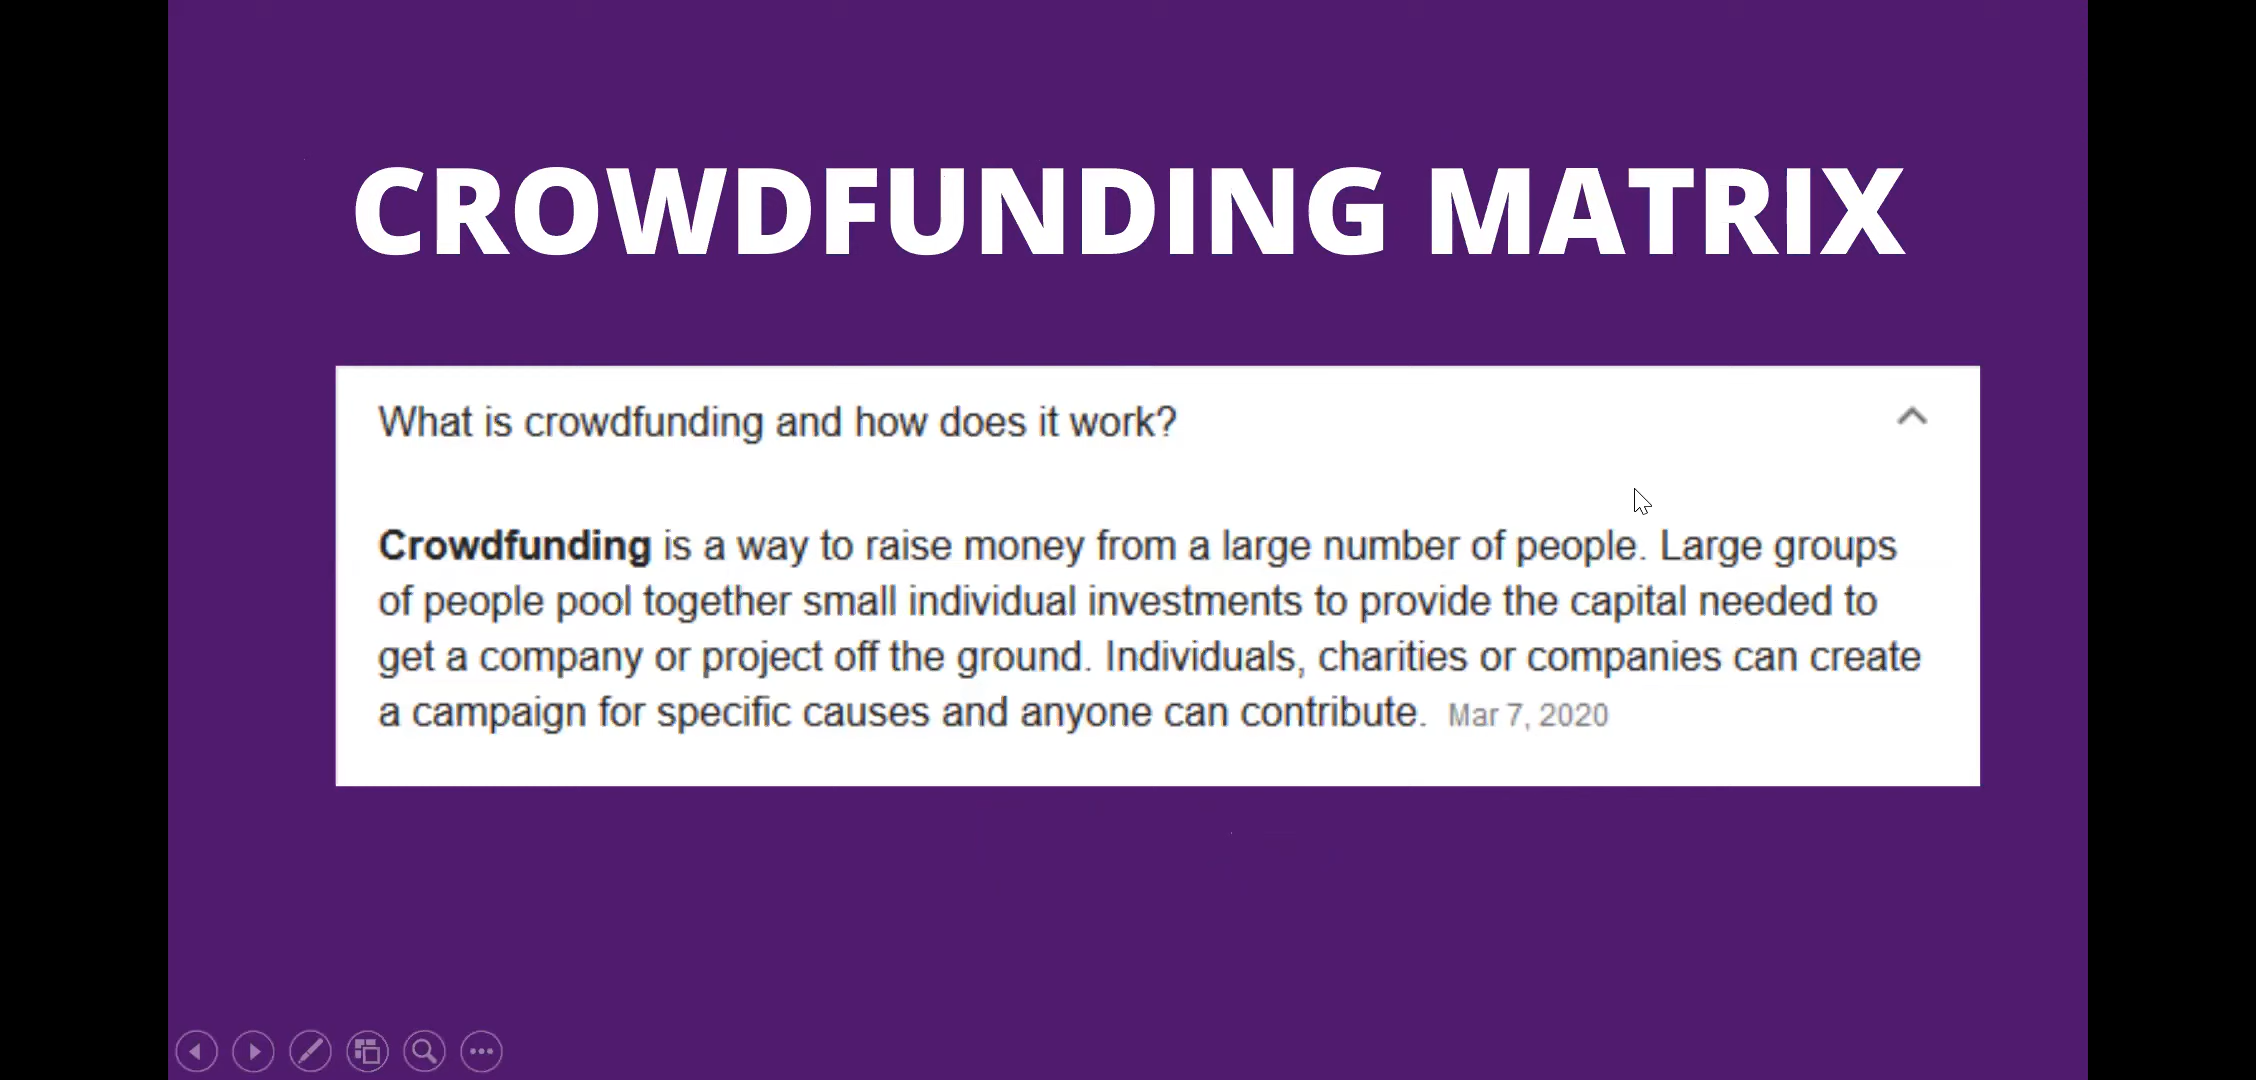 CROWDFUNDING MATRIX
What is crowdfunding and how does it work?
Crowdfunding is a way to raise money from a large number of people. Large groups
of people pool together small individual investments to provide the capital needed to
get a company or project off the ground. Individuals, charities or companies can create
a campaign for specific causes and anyone can contribute. Mar 7, 2020